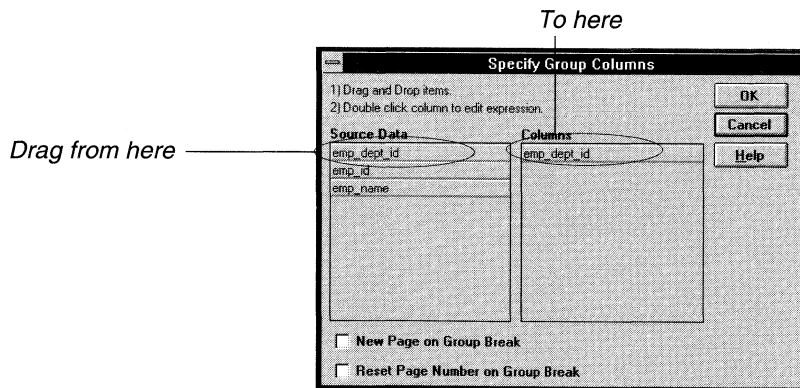 To here
Specify Group Columns
1) Drag and Drop items.
2) Double click column to edit expression.
OK
Cancel
Help
Source Data
Columns
Drag from here
emp_dept_id
emp_dept_id
emp_id
emp_name
New Page on Group Break
Reset Page Number on Group Break